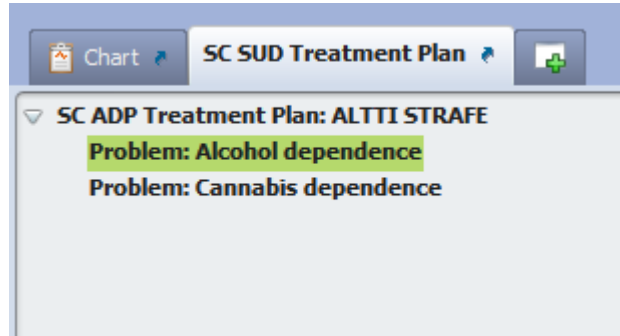 Chart
SC SUD Treatment Plan
SC ADP Treatment Plan: ALTTI STRAFE
Problem: Alcohol dependence
Problem: Cannabis dependence